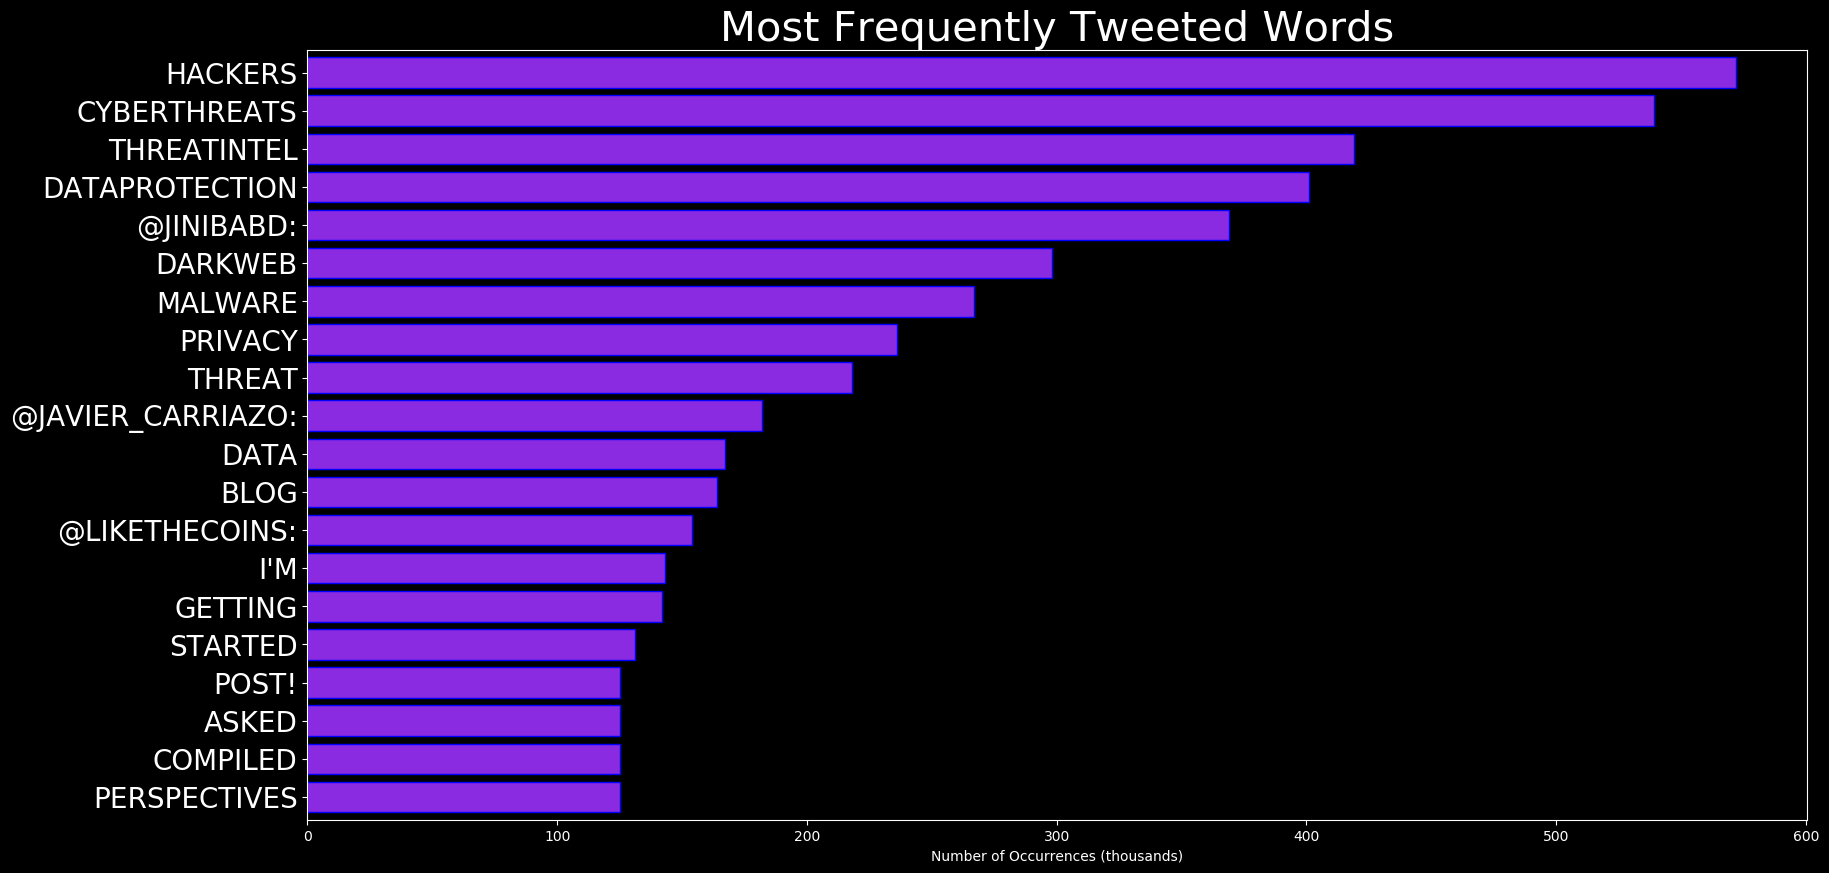 Most Frequently Tweeted Words
HACKERS
CYBERTHREATS
THREATINTEL
DATAPROTECTION
@JINIBABD:
DARKWEB
MALWARE
PRIVACY
THREAT
@JAVIER_CARRIAZO:
DATA
BLOG
@LIKETHECOINS:
I'M
GETTING
STARTED
POST!
ASKED
COMPILED
PERSPECTIVES
0 100 200 300 400 500 600
Number of Occurrences (thousands)